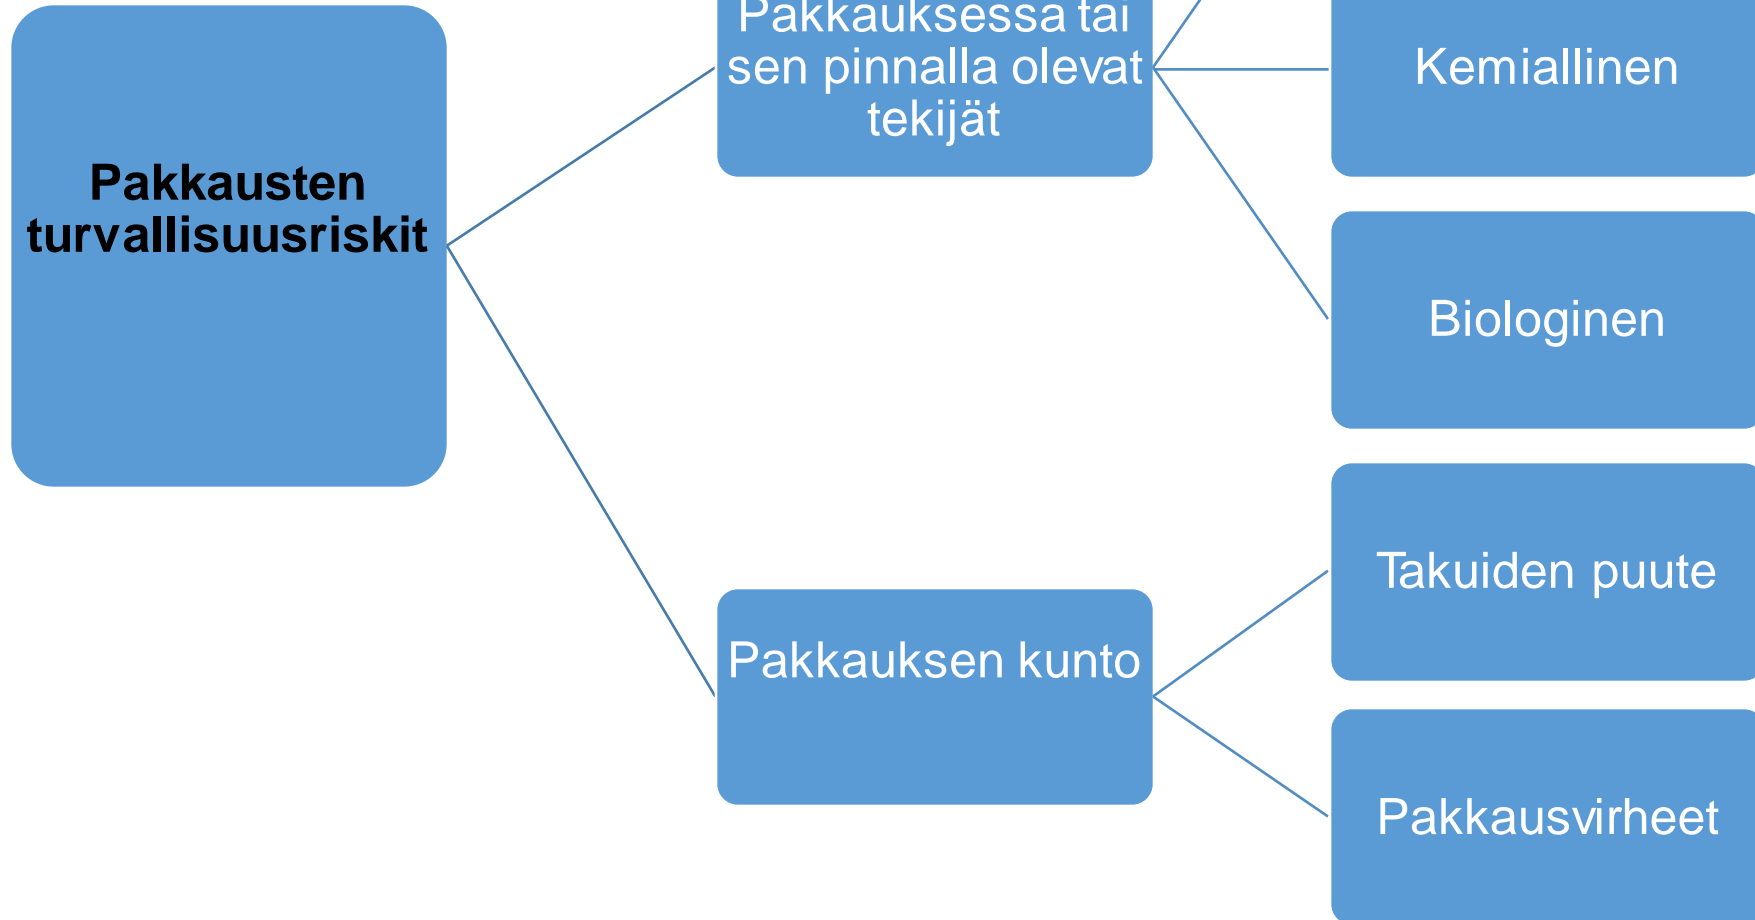 Pakkausten
turvallisuusriskit
Pakkauksessa tai
sen pinnalla olevat
tekijät
Kemiallinen
Biologinen
Pakkauksen kunto
Takuiden puute
Pakkausvirheet